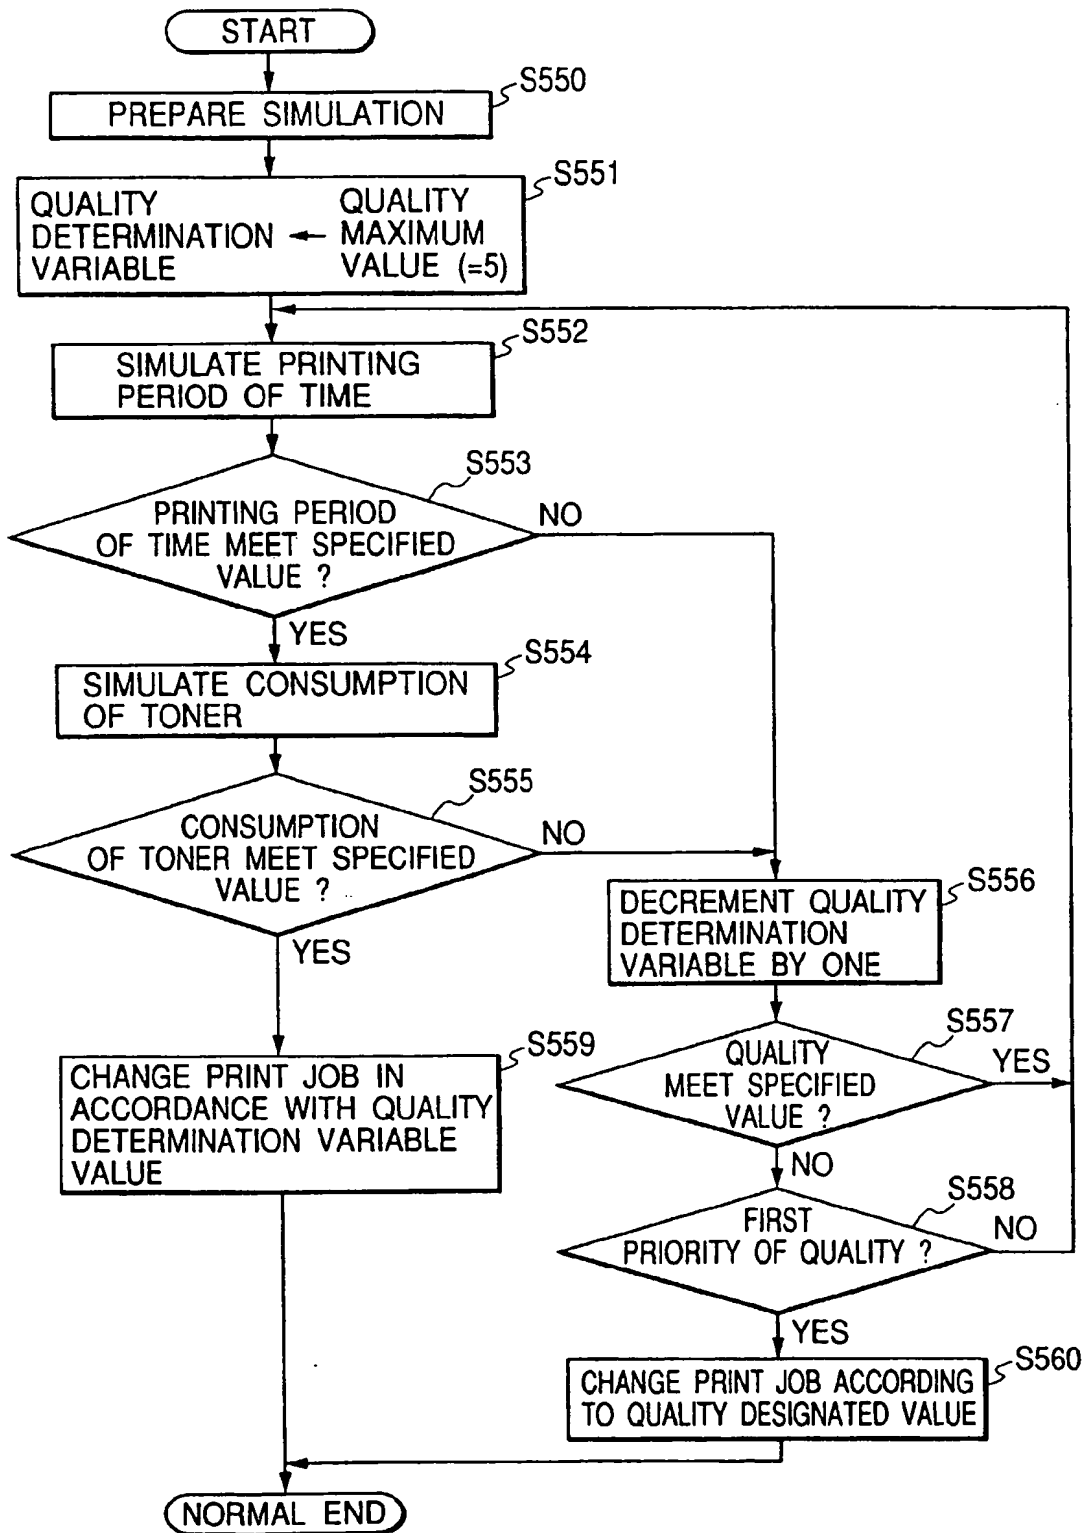 START
S550
PREPARE SIMULATION
S551
QUALITY
DETERMINATION
VARIABLE
←
QUALITY
MAXIMUM
VALUE (=5)
S552
SIMULATE PRINTING
PERIOD OF TIME
S553
PRINTING PERIOD
OF TIME MEET SPECIFIED
VALUE ?
NO
YES
S554
SIMULATE CONSUMPTION
OF TONER
S555
CONSUMPTION
OF TONER MEET SPECIFIED
VALUE ?
NO
YES
S556
DECREMENT QUALITY
DETERMINATION
VARIABLE BY ONE
S557
QUALITY
MEET SPECIFIED
VALUE ?
YES
NO
S559
CHANGE PRINT JOB IN
ACCORDANCE WITH QUALITY
DETERMINATION VARIABLE
VALUE
S558
FIRST
PRIORITY OF QUALITY ?
NO
YES
S560
CHANGE PRINT JOB ACCORDING
TO QUALITY DESIGNATED VALUE
NORMAL END